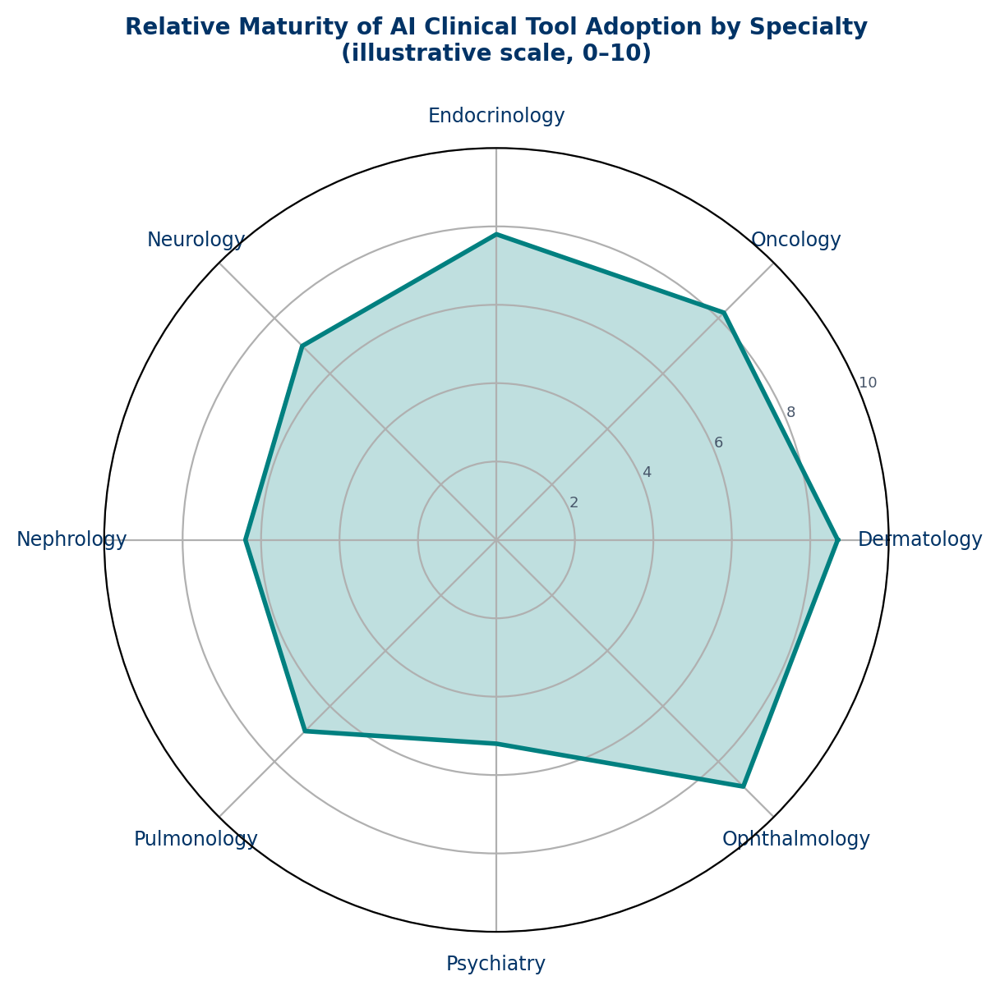 Relative Maturity of AI Clinical Tool Adoption by Specialty
(illustrative scale, 0–10)
Endocrinology
Neurology
Oncology
10
8
6
4
2
Nephrology
Dermatology
Pulmonology
Ophthalmology
Psychiatry